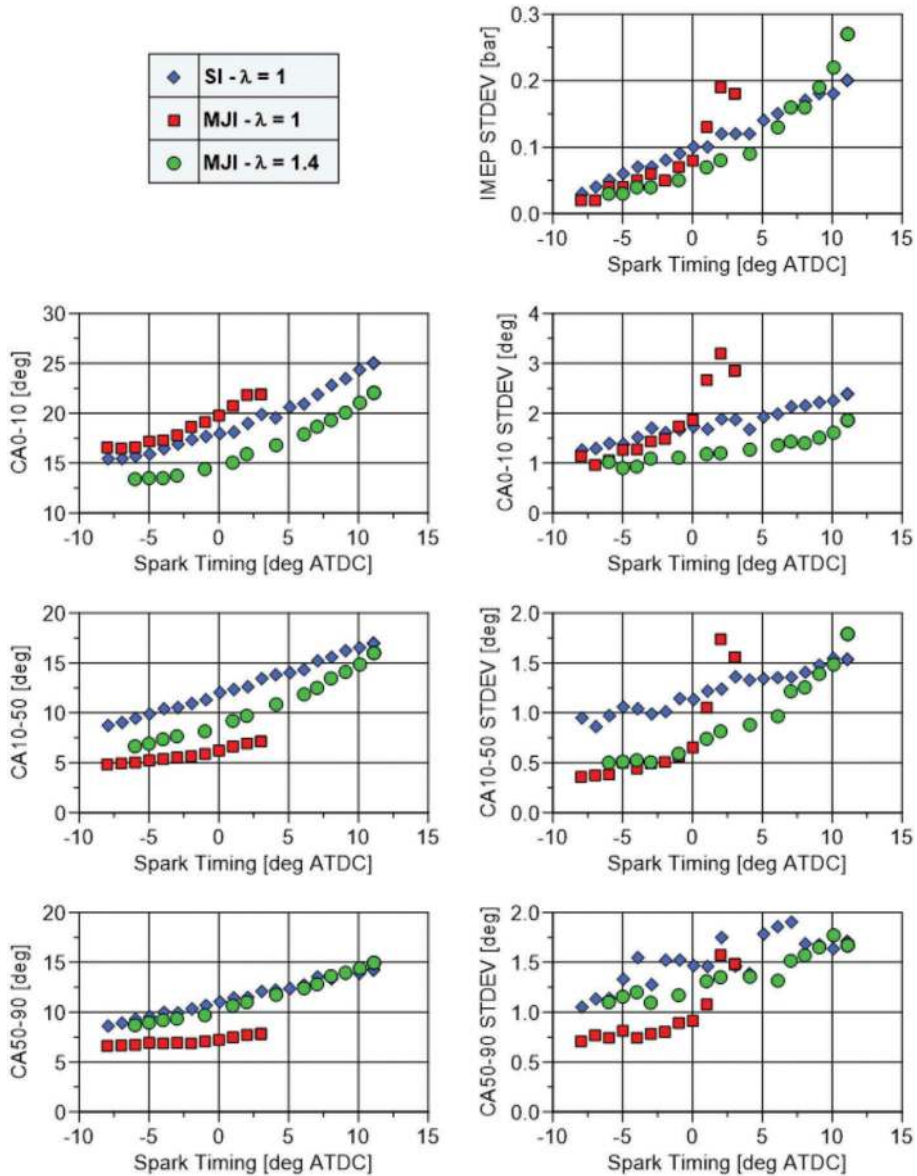 SI - λ = 1
MJI - λ = 1
MJI - λ = 1.4
IMEP STDEV [bar]
0.3
0.2
0.1
0.0
-10 -5 0 5 10 15
Spark Timing [deg ATDC]
CA0-10 [deg]
30
25
20
15
10
-10 -5 0 5 10 15
Spark Timing [deg ATDC]
CA0-10 STDEV [deg]
4
3
2
1
0
-10 -5 0 5 10 15
Spark Timing [deg ATDC]
CA10-50 [deg]
20
15
10
5
0
-10 -5 0 5 10 15
Spark Timing [deg ATDC]
CA10-50 STDEV [deg]
2.0
1.5
1.0
0.5
0.0
-10 -5 0 5 10 15
Spark Timing [deg ATDC]
CA50-90 [deg]
20
15
10
5
0
-10 -5 0 5 10 15
Spark Timing [deg ATDC]
CA50-90 STDEV [deg]
2.0
1.5
1.0
0.5
0.0
-10 -5 0 5 10 15
Spark Timing [deg ATDC]